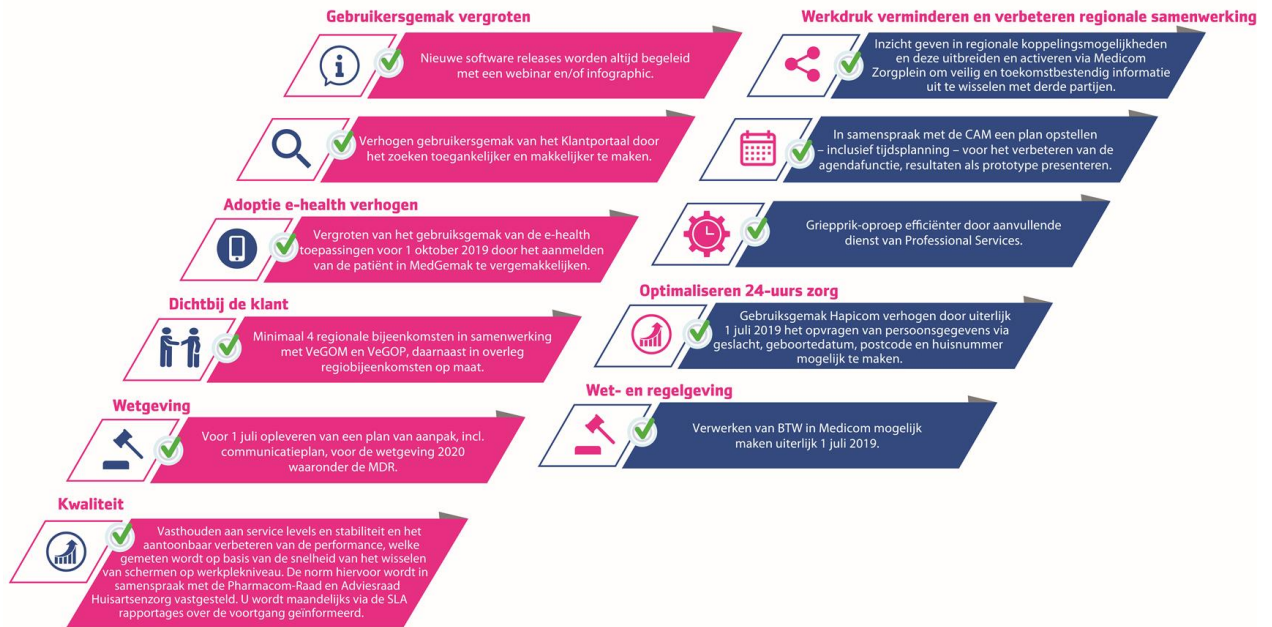 Gebruikersgemak vergroten
Nieuwe software releases worden altijd begeleid
met een webinar en/of infographic.
Verhogen gebruikersgemak van het Klantportaal door
het zoeken toegankelijker en makkelijker te maken.
Adoptie e-health verhogen
Vergroten van het gebruiksgemak van de e-health
toepassingen voor 1 oktober 2019 door het aanmelden
van de patiënt in MedGemak te vergemakkelijken.
Dichtbij de klant
Minimaal 4 regionale bijeenkomsten in samenwerking
met VeGOM en VeGOP, daarnaast in overleg
regiobijeenkomsten op maat.
Wetgeving
Voor 1 juli opleveren van een plan van aanpak, incl.
communicatieplan, voor de wetgeving 2020
waaronder de MDR.
Kwaliteit
Vasthouden aan service levels en stabiliteit en het
aantoonbaar verbeteren van de performance, welke
gemeten wordt op basis van de snelheid van het wisselen
van schermen op werkplekniveau. De norm hiervoor wordt in
samenspraak met de Pharmacom-Raad en Adviesraad
Huisartsenzorg vastgesteld. U wordt maandelijks via de SLA
rapportages over de voortgang geïnformeerd.
Werkdruk verminderen en verbeteren regionale samenwerking
Inzicht geven in regionale koppelingsmogelijkheden
en deze uitbreiden en activeren via Medicom
Zorgplein om veilig en toekomstbestendig informatie
uit te wisselen met derde partijen.
In samenspraak met de CAM een plan opstellen
– inclusief tijdsplanning – voor het verbeteren van de
agendafunctie, resultaten als prototype presenteren.
Griepprik-oproep efficiënter door aanvullende
dienst van Professional Services.
Optimaliseren 24-uurs zorg
Gebruiksgemak Hapicom verhogen door uiterlijk
1 juli 2019 het opvragen van persoonsgegevens via
geslacht, geboortedatum, postcode en huisnummer
mogelijk te maken.
Wet- en regelgeving
Verwerken van BTW in Medicom mogelijk
maken uiterlijk 1 juli 2019.